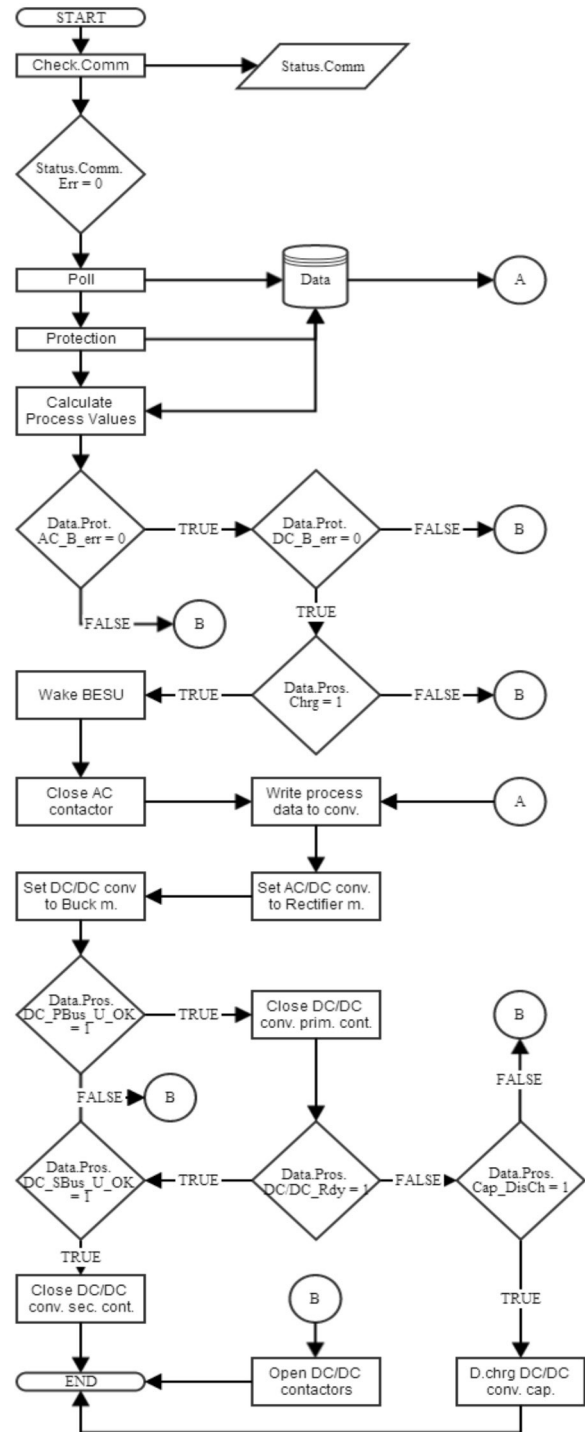 START
Check.Comm
Status.Comm
Status.Comm.
Err = 0
Poll
Data
A
Protection
Calculate
Process Values
Data.Prot.
AC_B_err = 0
TRUE
Data.Prot.
DC_B_err = 0
FALSE
B
FALSE
B
TRUE
Wake BESU
TRUE
Data.Pros.
Chrg = 1
FALSE
B
Close AC
contactor
Write process
data to conv.
A
Set DC/DC conv
to Buck m.
Set AC/DC conv.
to Rectifier m.
Data.Pros.
DC_PBus_U_OK
= 1
TRUE
Close DC/DC
conv. prim. cont.
B
FALSE
B
FALSE
Data.Pros.
DC_SBus_U_OK
= 1
TRUE
Data.Pros.
DC/DC_Rdy = 1
FALSE
Data.Pros.
Cap_DisCh = 1
TRUE
Close DC/DC
conv. sec. cont.
B
TRUE
END
Open DC/DC
contactors
D.chrg DC/DC
conv. cap.